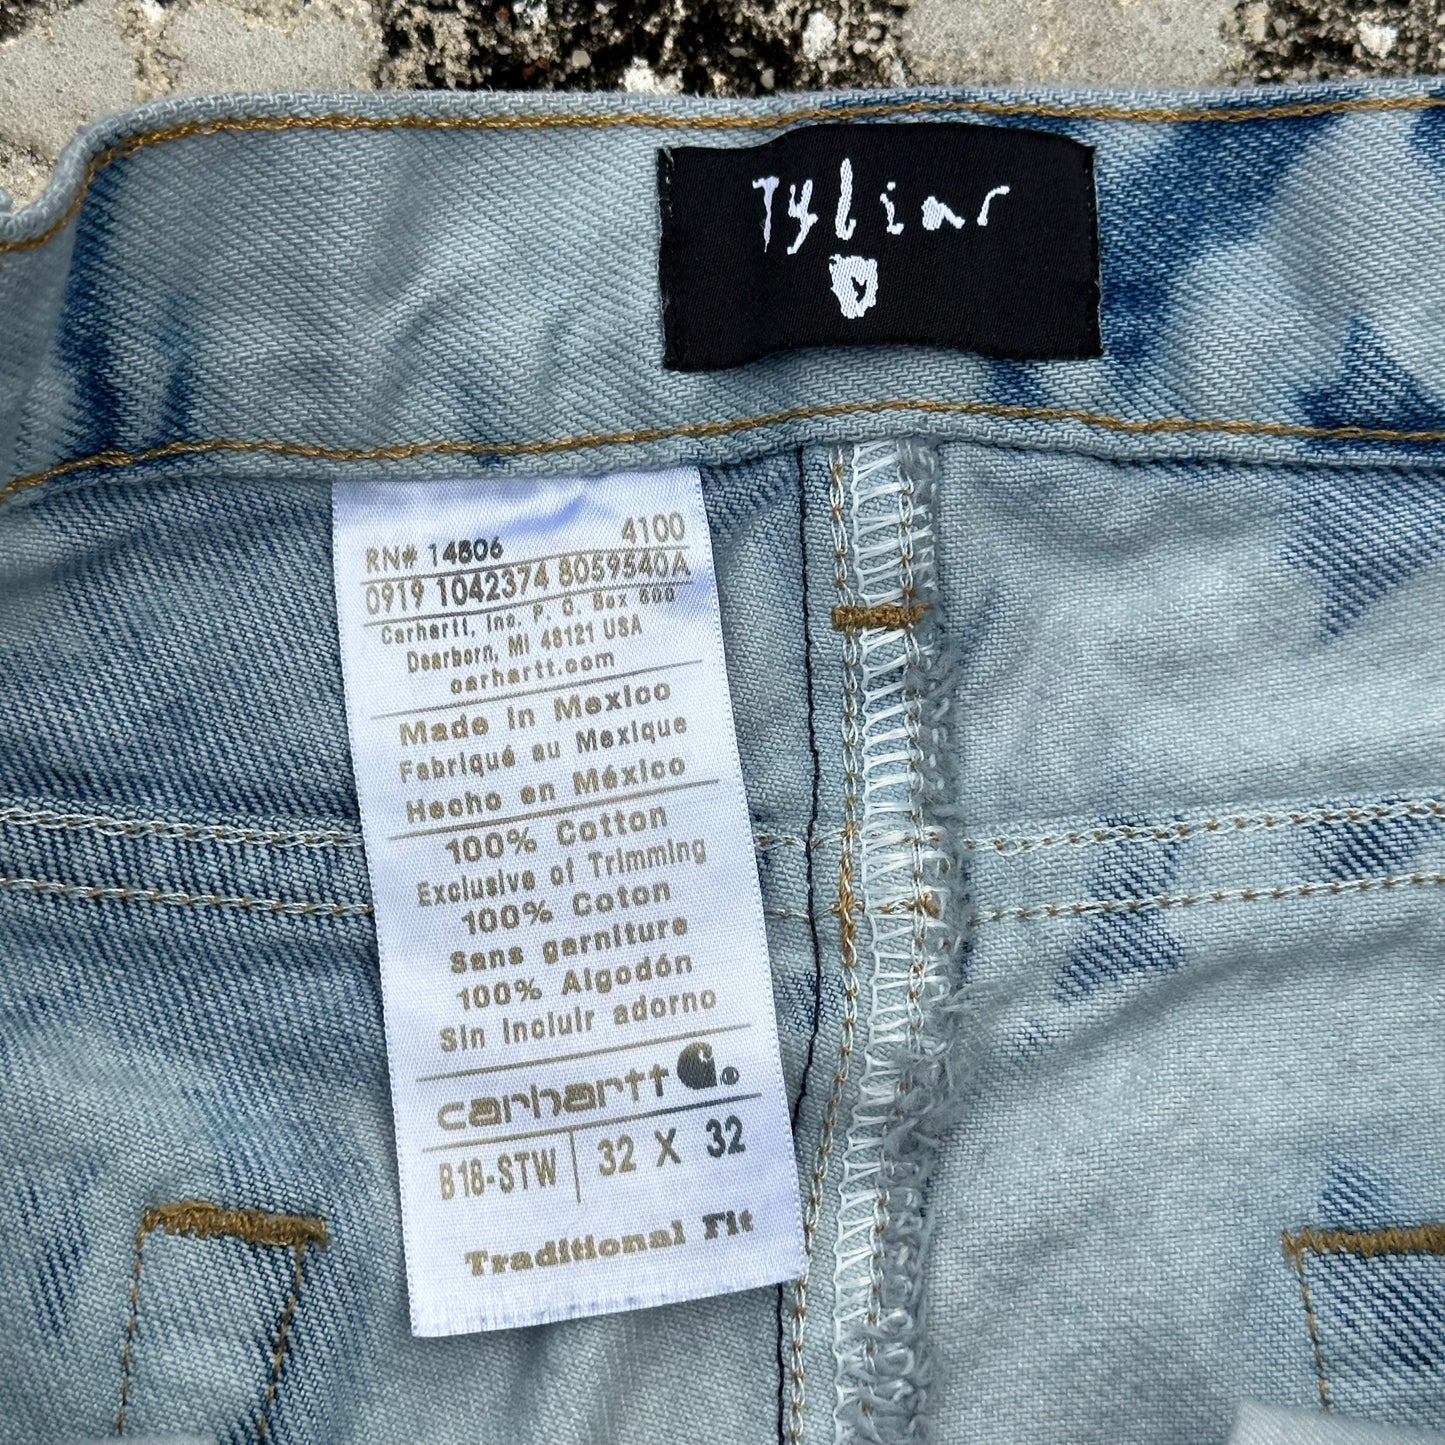 Tyliar
RN# 14806 4100
0919 1042374 8059540A
Carhartt, Inc. P. O. Box 600
Dearborn, MI 48121 USA
carhartt.com
Made in Mexico
Fabriqué au Mexique
Hecho en México
100% Cotton
Exclusive of Trimming
100% Coton
Sans garniture
100% Algodón
Sin incluir adorno
carhartt
B18-STW 32 X 32
Traditional Fit